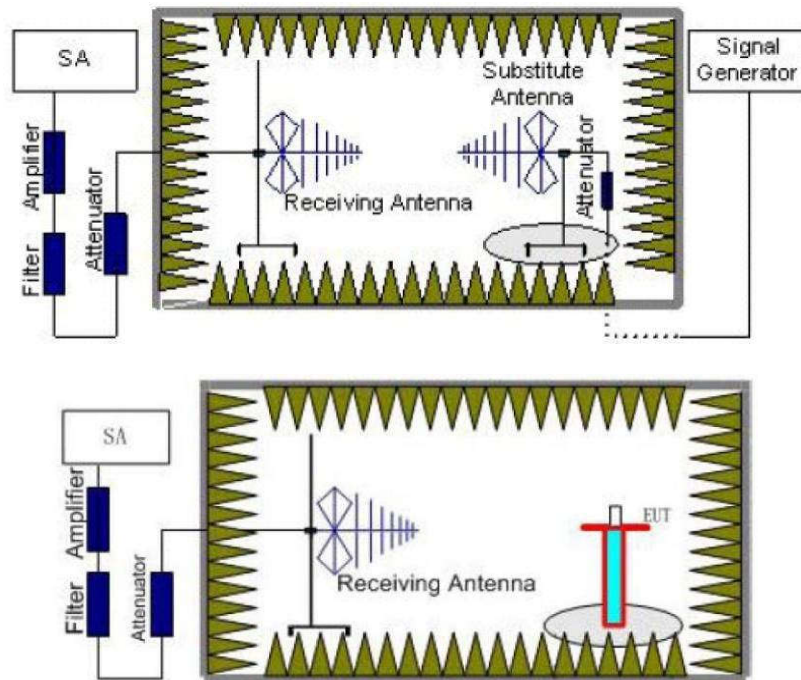 SA
Signal
Generator
Substitute
Antenna
Amplifier
Attenuator
Attenuator
Receiving Antenna
Filter
SA
EUT
Amplifier
Receiving Antenna
Filter
Attenuator